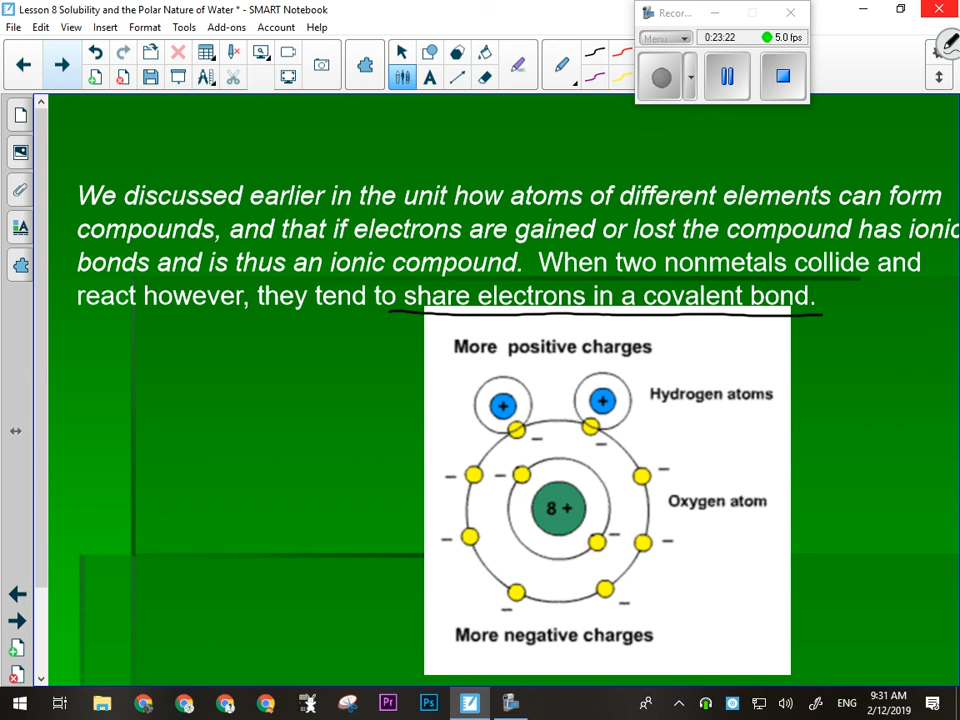 Lesson 8 Solubility and the Polar Nature of Water * - SMART Notebook
Recor...
File Edit View Insert Format Tools Add-ons Account Help
Menu
0:23:22
5.0 fps
We discussed earlier in the unit how atoms of different elements can form
compounds, and that if electrons are gained or lost the compound has ionic
bonds and is thus an ionic compound. When two nonmetals collide and
react however, they tend to share electrons in a covalent bond.
More positive charges
+ +
Hydrogen atoms
Oxygen atom
8 +
More negative charges
Pr Ps
ENG
9:31 AM
2/12/2019